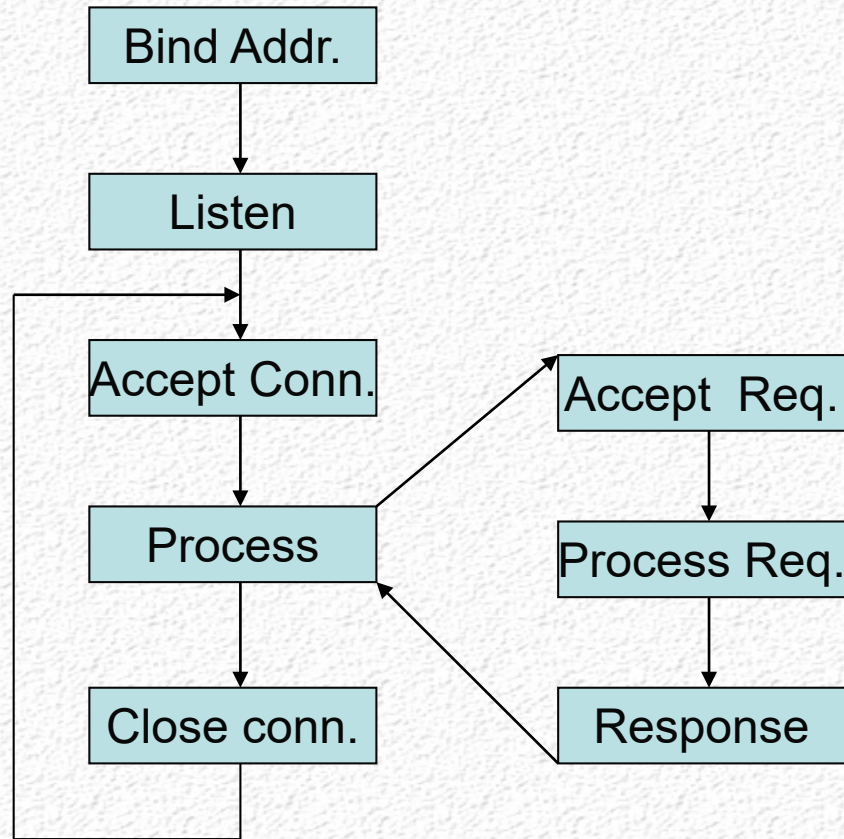 Bind Addr.
Listen
Accept Conn.
Process
Close conn.
Accept  Req.
Process Req.
Response